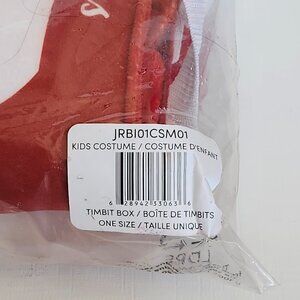 JRBI01CSM01
KIDS COSTUME / COSTUME D'ENFANT
6 28942 33063 6
TIMBIT BOX / BOÎTE DE TIMBITS
ONE SIZE / TAILLE UNIQUE